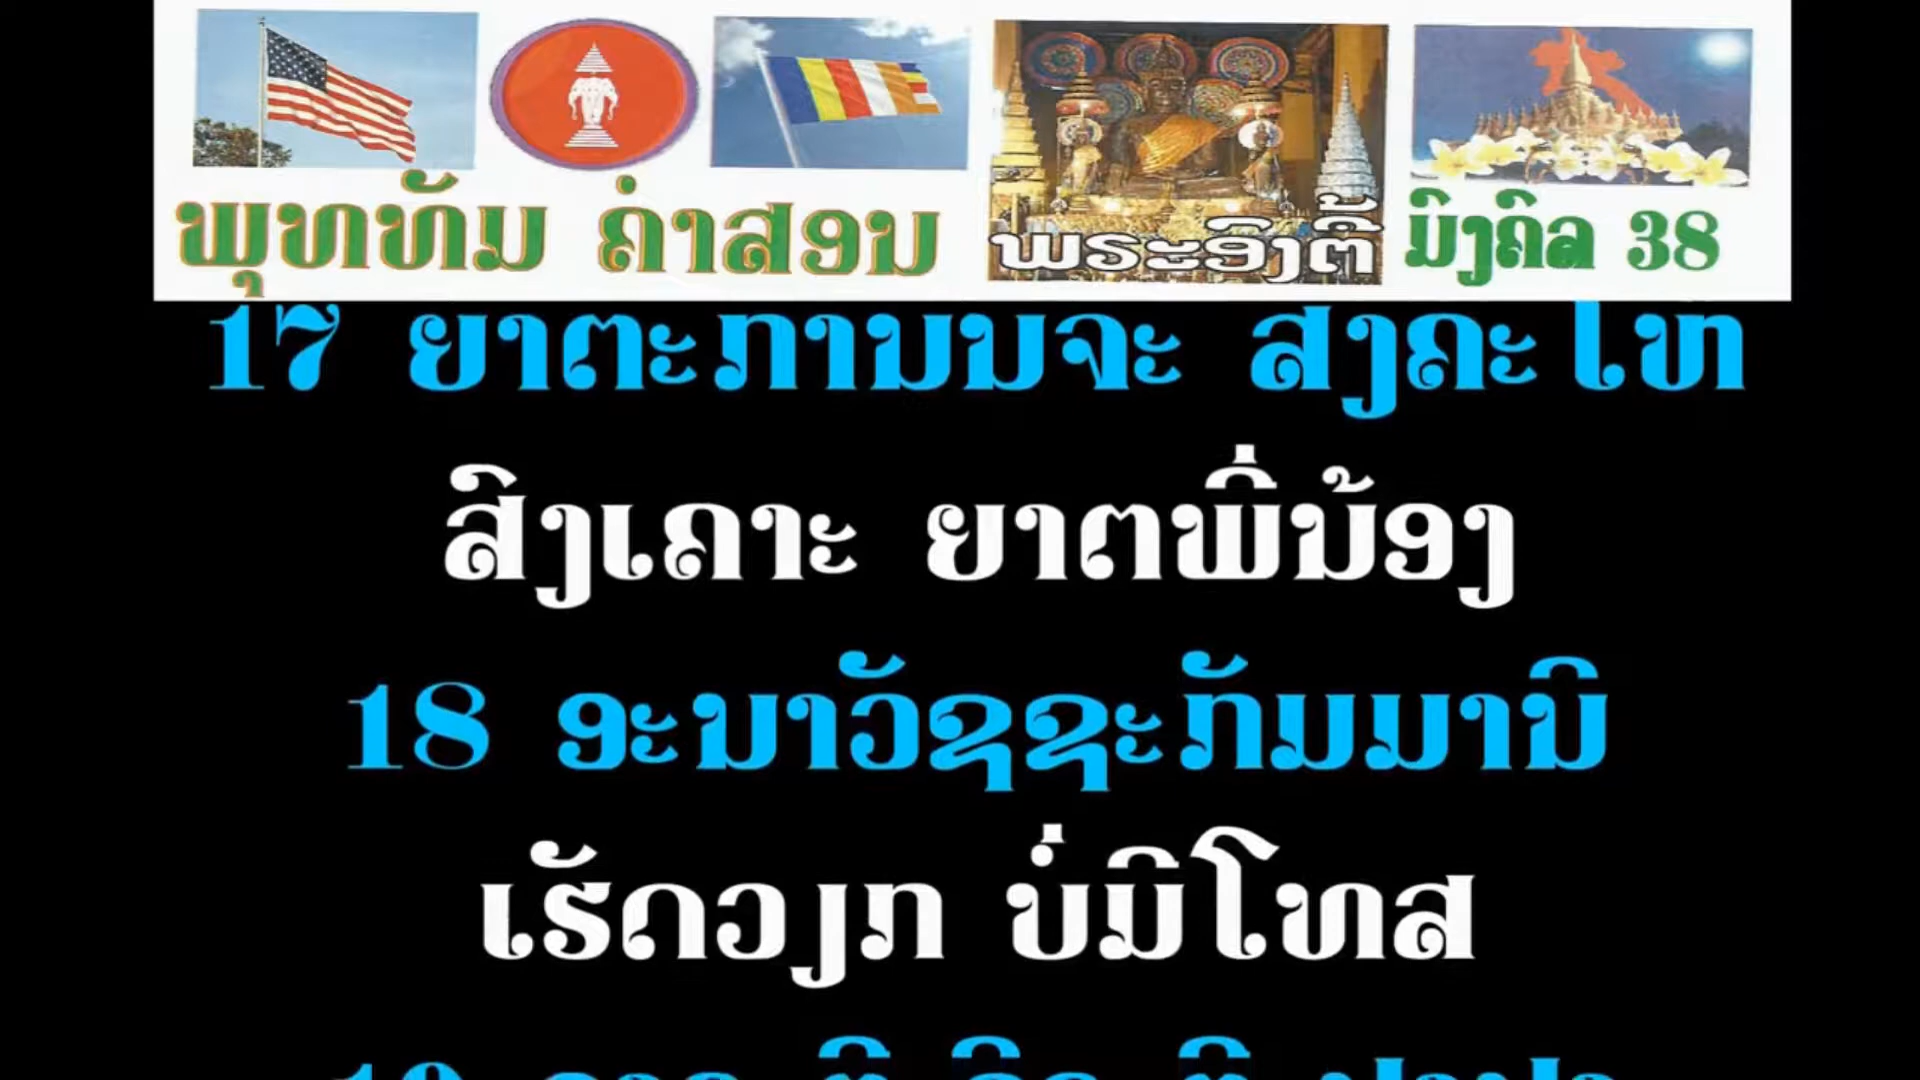 ພຸທທັມ ຄຳສອນ
ພຣະອົງຕື້
ມົງຄົລ 38
17 ຍາຕະການນຈະ ສງຄະໂຫ
ສົງເຄາະ ຍາຕພີ່ນ້ອງ
18 ອະນາວັຊຊະກັມມານິ
ເຮັດວຽກ ບໍ່ມີໂທສ